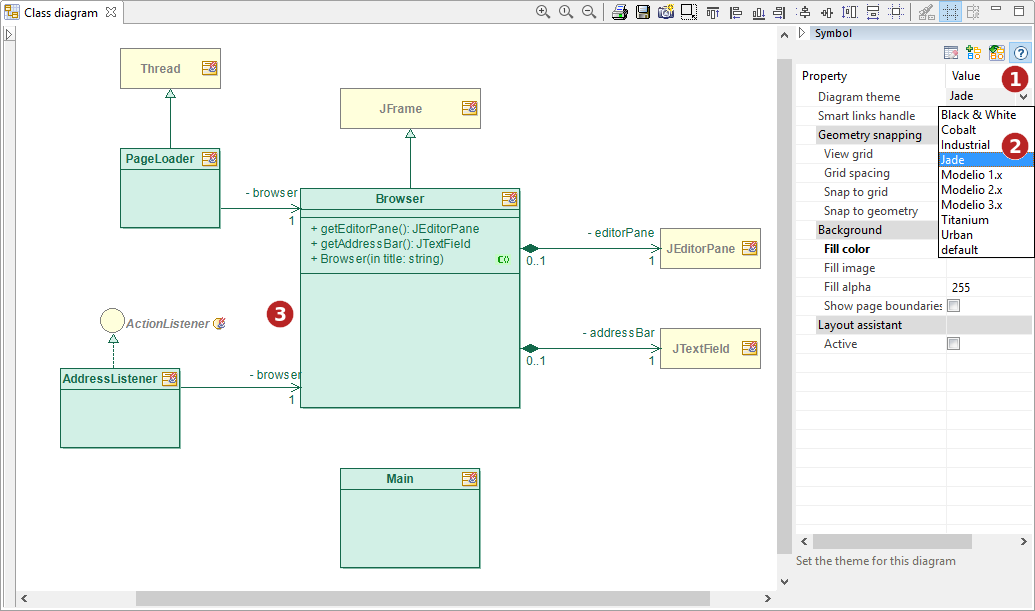 Class diagram
Symbol
Property
Value
1
Diagram theme
Jade
Smart links handle
Geometry snapping
View grid
Grid spacing
Snap to grid
Snap to geometry
Background
Fill color
Fill image
Fill alpha
255
Show page boundaries
Layout assistant
Active
Black & White
Cobalt
Industrial
2
Jade
Modelio 1.x
Modelio 2.x
Modelio 3.x
Titanium
Urban
default
Set the theme for this diagram
Thread
JFrame
PageLoader
- browser
1
Browser
+ getEditorPane(): JEditorPane
+ getAddressBar(): JTextField
+ Browser(in title: string)
- editorPane
0..1
1
JEditorPane
3
ActionListener
- addressBar
0..1
1
JTextField
AddressListener
- browser
1
Main